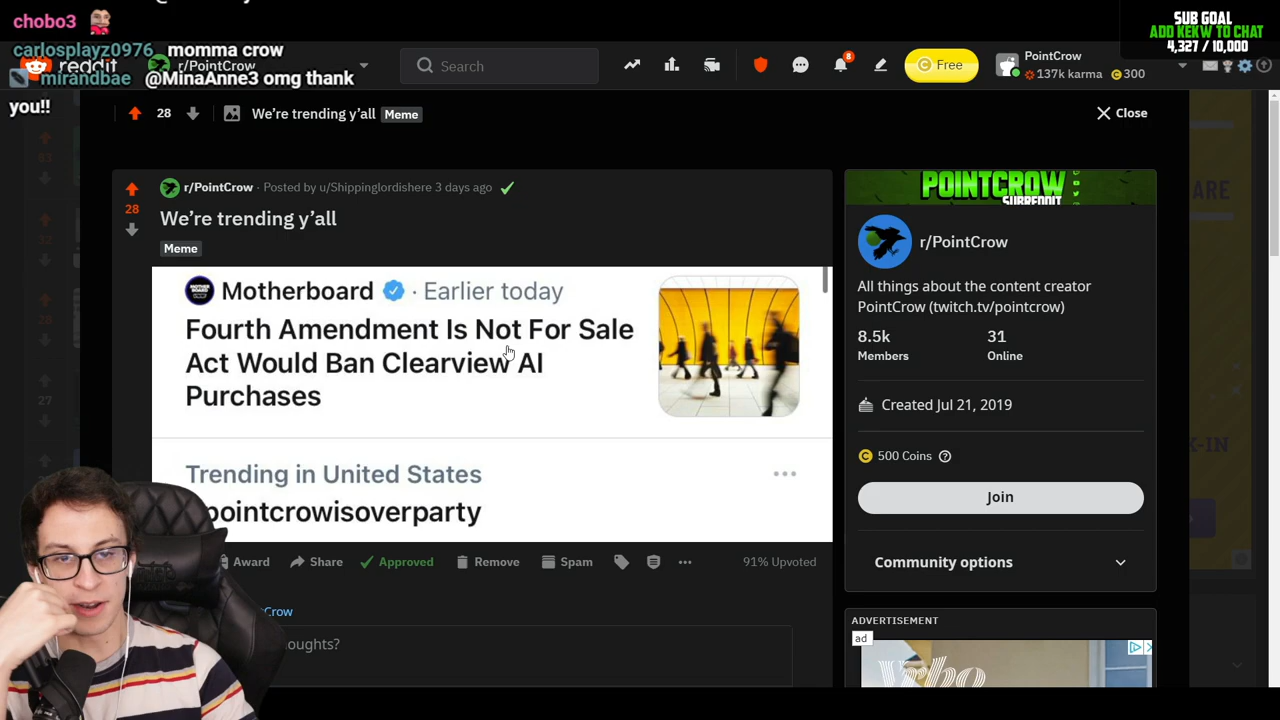 chobo3
carlosplayz0976 momma crow
mirandbae @MinaAnne3 omg thank
you!!
reddit
r/PointCrow
Search
8
Free
PointCrow
137k karma
300
SUB GOAL
ADD KEKW TO CHAT
4,327 / 10,000
28
We're trending y'all
Meme
Close
28
r/PointCrow · Posted by u/Shippinglordishere 3 days ago
We're trending y'all
Meme
Motherboard · Earlier today
Fourth Amendment Is Not For Sale
Act Would Ban Clearview AI
Purchases
Trending in United States
pointcrowisoverparty
Award
Share
Approved
Remove
Spam
91% Upvoted
Crow
oughts?
POINTCROW
SUBREDDIT
r/PointCrow
All things about the content creator
PointCrow (twitch.tv/pointcrow)
8.5k
Members
31
Online
Created Jul 21, 2019
500 Coins
Join
Community options
ADVERTISEMENT
ad
Vrbo